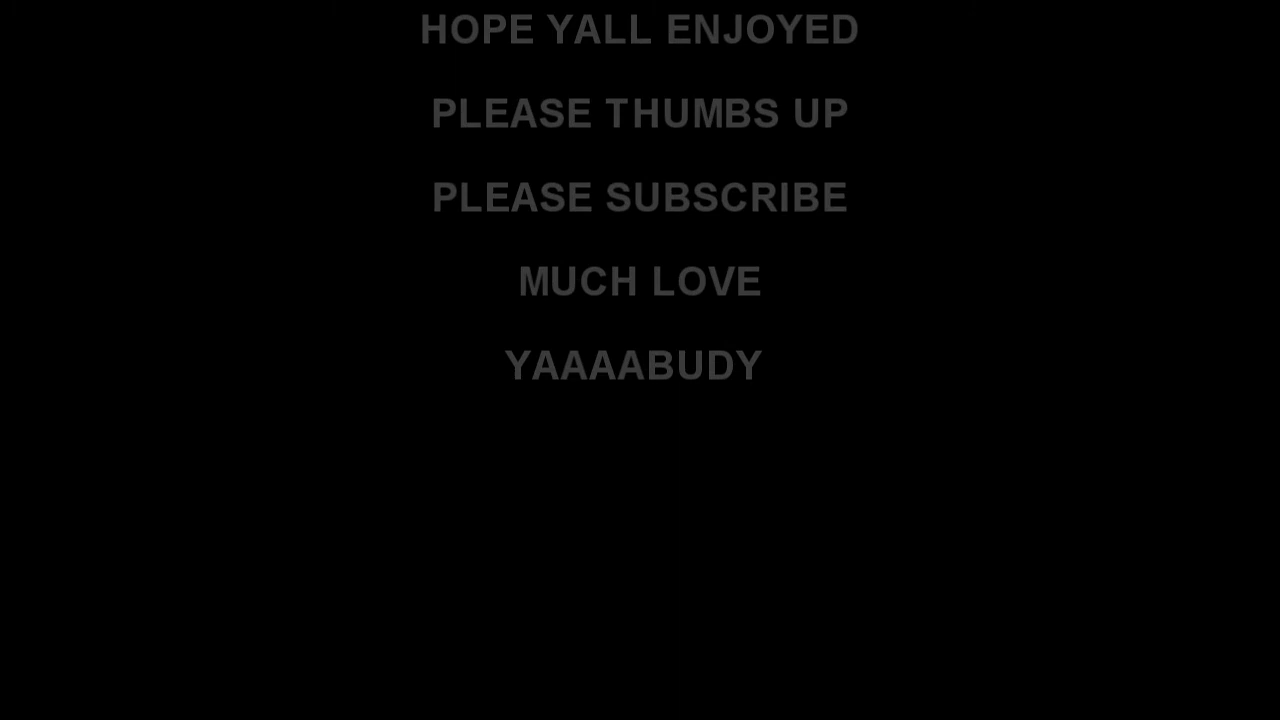 HOPE YALL ENJOYED
PLEASE THUMBS UP
PLEASE SUBSCRIBE
MUCH LOVE
YAAAABUDY